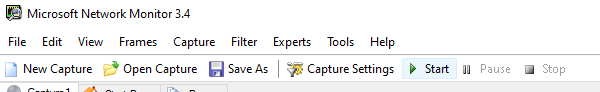 Microsoft Network Monitor 3.4
File Edit View Frames Capture Filter Experts Tools Help
New Capture Open Capture Save As Capture Settings Start Pause Stop